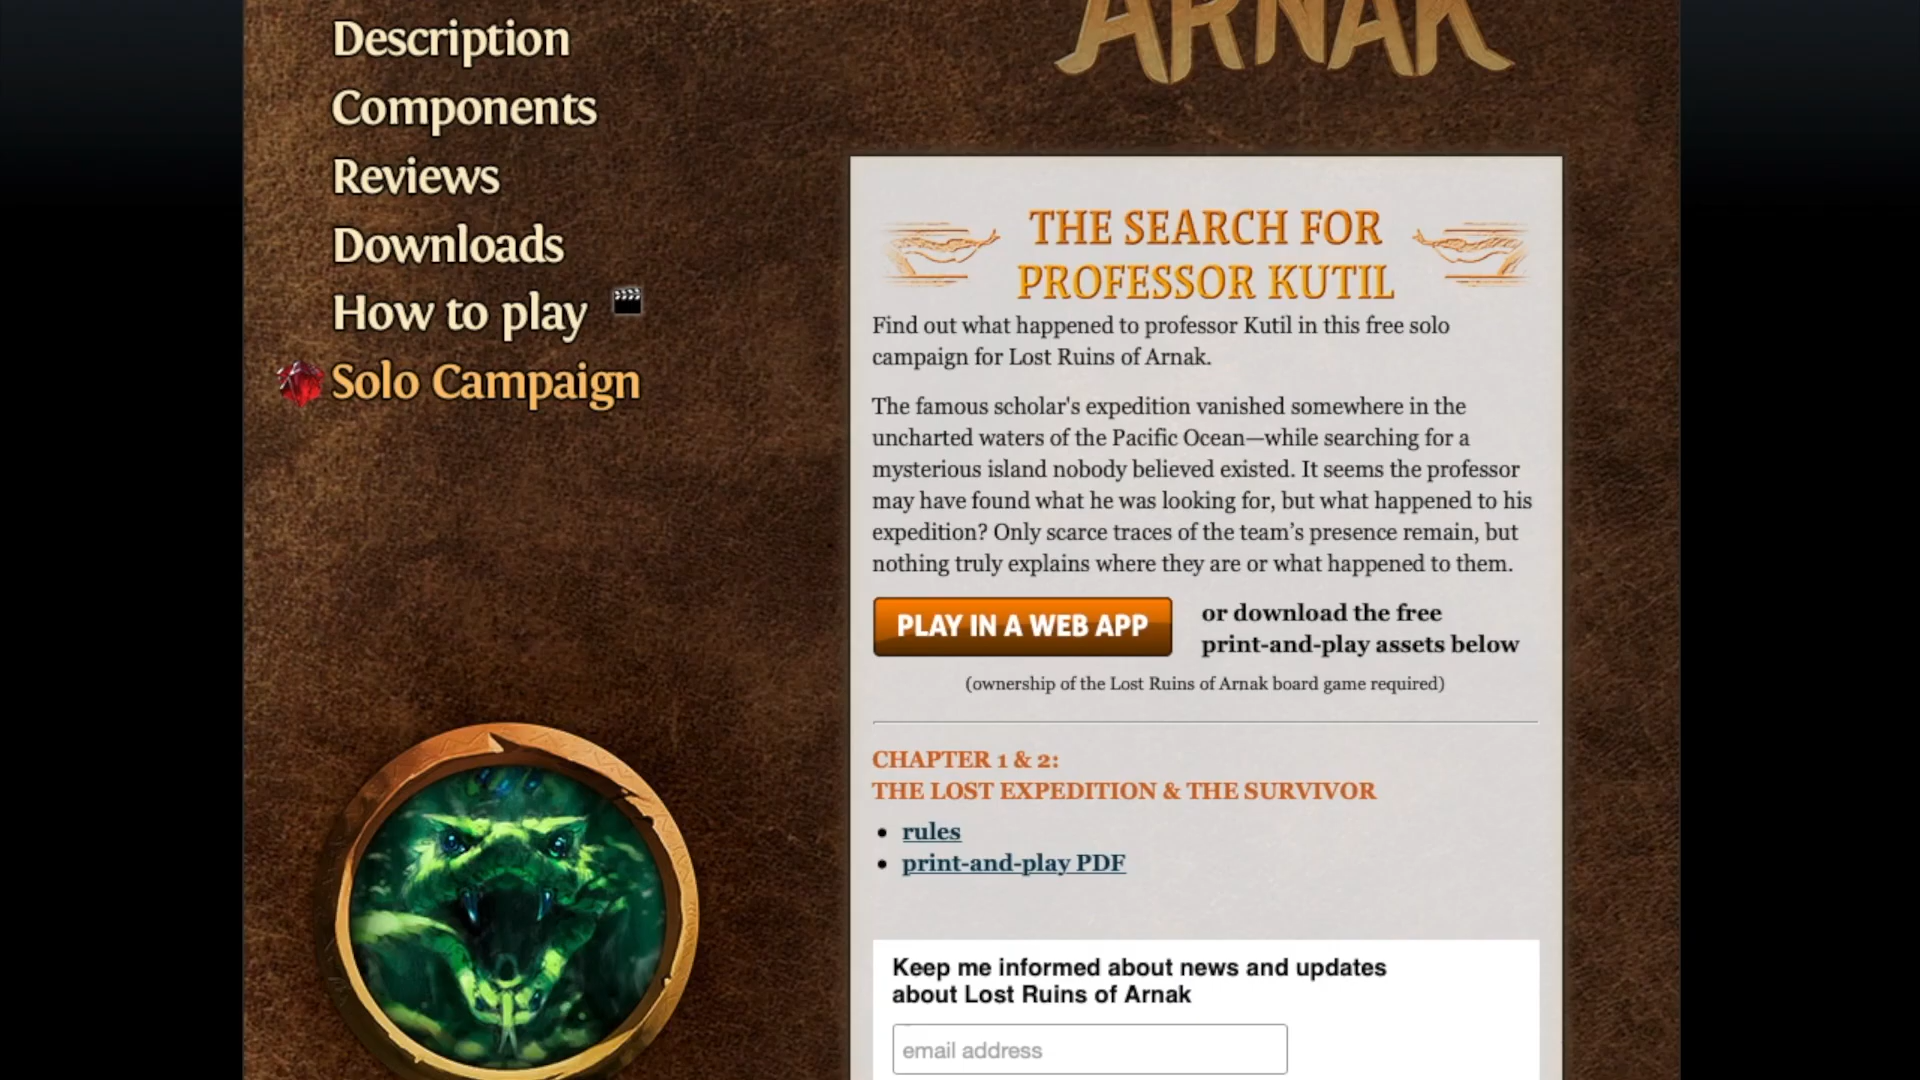 Description
Components
Reviews
Downloads
How to play
Solo Campaign
ARNAK
THE SEARCH FOR
PROFESSOR KUTIL
Find out what happened to professor Kutil in this free solo
campaign for Lost Ruins of Arnak.
The famous scholar's expedition vanished somewhere in the
uncharted waters of the Pacific Ocean—while searching for a
mysterious island nobody believed existed. It seems the professor
may have found what he was looking for, but what happened to his
expedition? Only scarce traces of the team’s presence remain, but
nothing truly explains where they are or what happened to them.
PLAY IN A WEB APP
or download the free
print-and-play assets below
(ownership of the Lost Ruins of Arnak board game required)
CHAPTER 1 & 2:
THE LOST EXPEDITION & THE SURVIVOR
• rules
• print-and-play PDF
Keep me informed about news and updates
about Lost Ruins of Arnak
email address